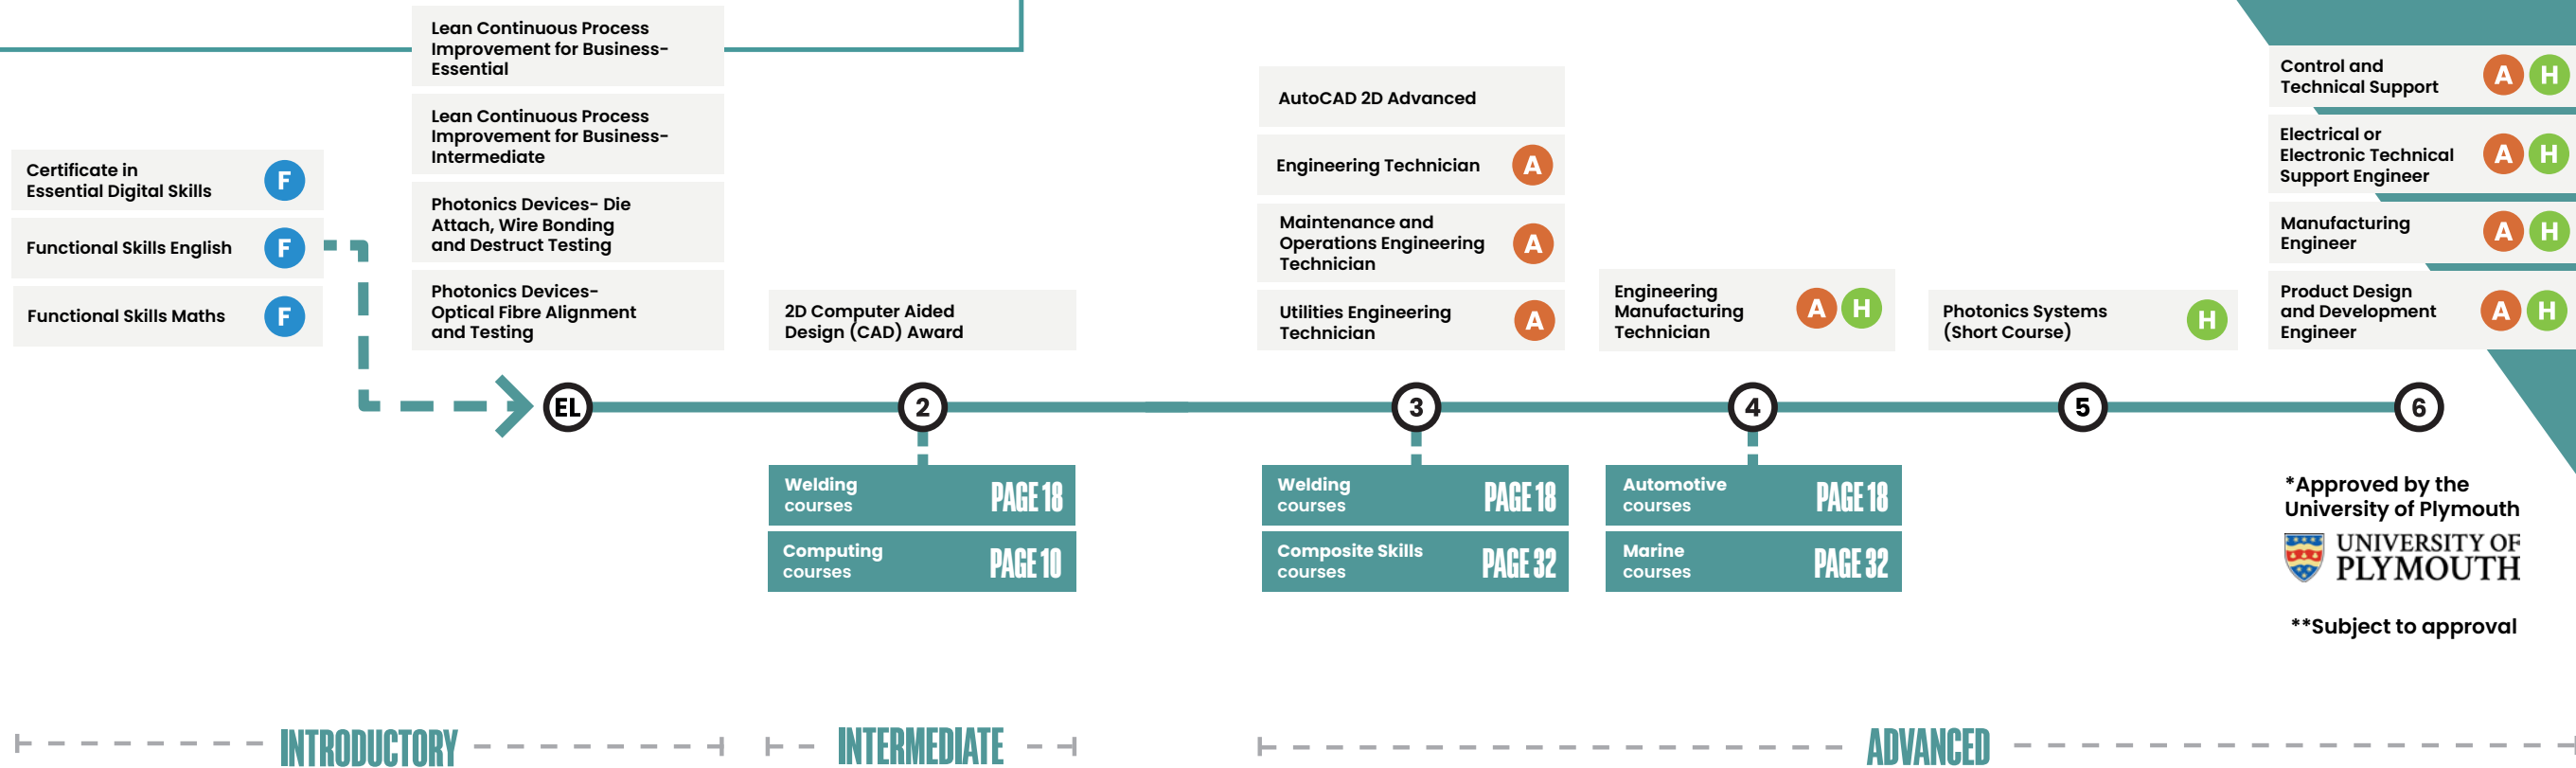 Lean Continuous Process
Improvement for Business-
Essential
Lean Continuous Process
Improvement for Business-
Intermediate
Photonics Devices- Die
Attach, Wire Bonding
and Destruct Testing
Photonics Devices-
Optical Fibre Alignment
and Testing
Certificate in
Essential Digital Skills
F
Functional Skills English
F
Functional Skills Maths
F
2D Computer Aided
Design (CAD) Award
AutoCAD 2D Advanced
Engineering Technician
A
Maintenance and
Operations Engineering
Technician
A
Utilities Engineering
Technician
A
Engineering
Manufacturing
Technician
A H
Photonics Systems
(Short Course)
H
Control and
Technical Support
A H
Electrical or
Electronic Technical
Support Engineer
A H
Manufacturing
Engineer
A H
Product Design
and Development
Engineer
A H
EL
2
3
4
5
6
Welding
courses
PAGE 18
Computing
courses
PAGE 10
Welding
courses
PAGE 18
Composite Skills
courses
PAGE 32
Automotive
courses
PAGE 18
Marine
courses
PAGE 32
*Approved by the
University of Plymouth
UNIVERSITY OF
PLYMOUTH
**Subject to approval
INTRODUCTORY
INTERMEDIATE
ADVANCED